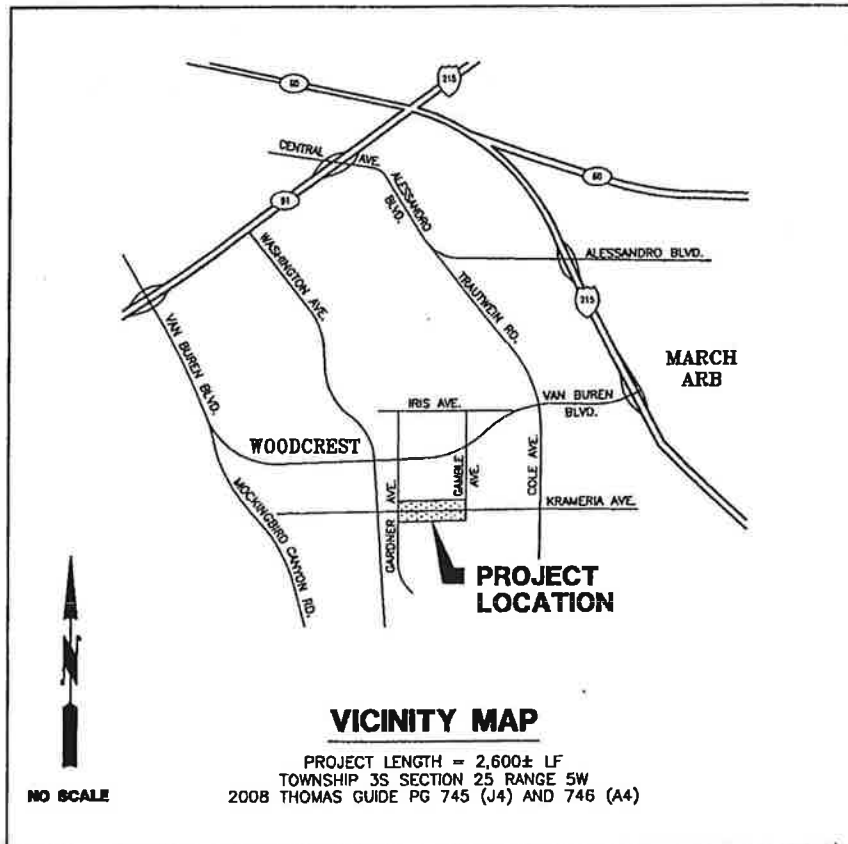 60
215
CENTRAL AVE.
91
ALESSANDRO BLVD.
60
WASHINGTON AVE.
ALESSANDRO BLVD.
TRAUTWEIN RD.
215
VAN BUREN BLVD.
MARCH
ARB
IRIS AVE.
VAN BUREN
BLVD.
WOODCREST
GAMBLE AVE.
COLE AVE.
MOCKINGBIRD CANYON RD.
GARDNER AVE.
KRAMERIA AVE.
PROJECT
LOCATION
N
NO SCALE
VICINITY MAP
PROJECT LENGTH = 2,600± LF
TOWNSHIP 3S SECTION 25 RANGE 5W
2008 THOMAS GUIDE PG 745 (J4) AND 746 (A4)